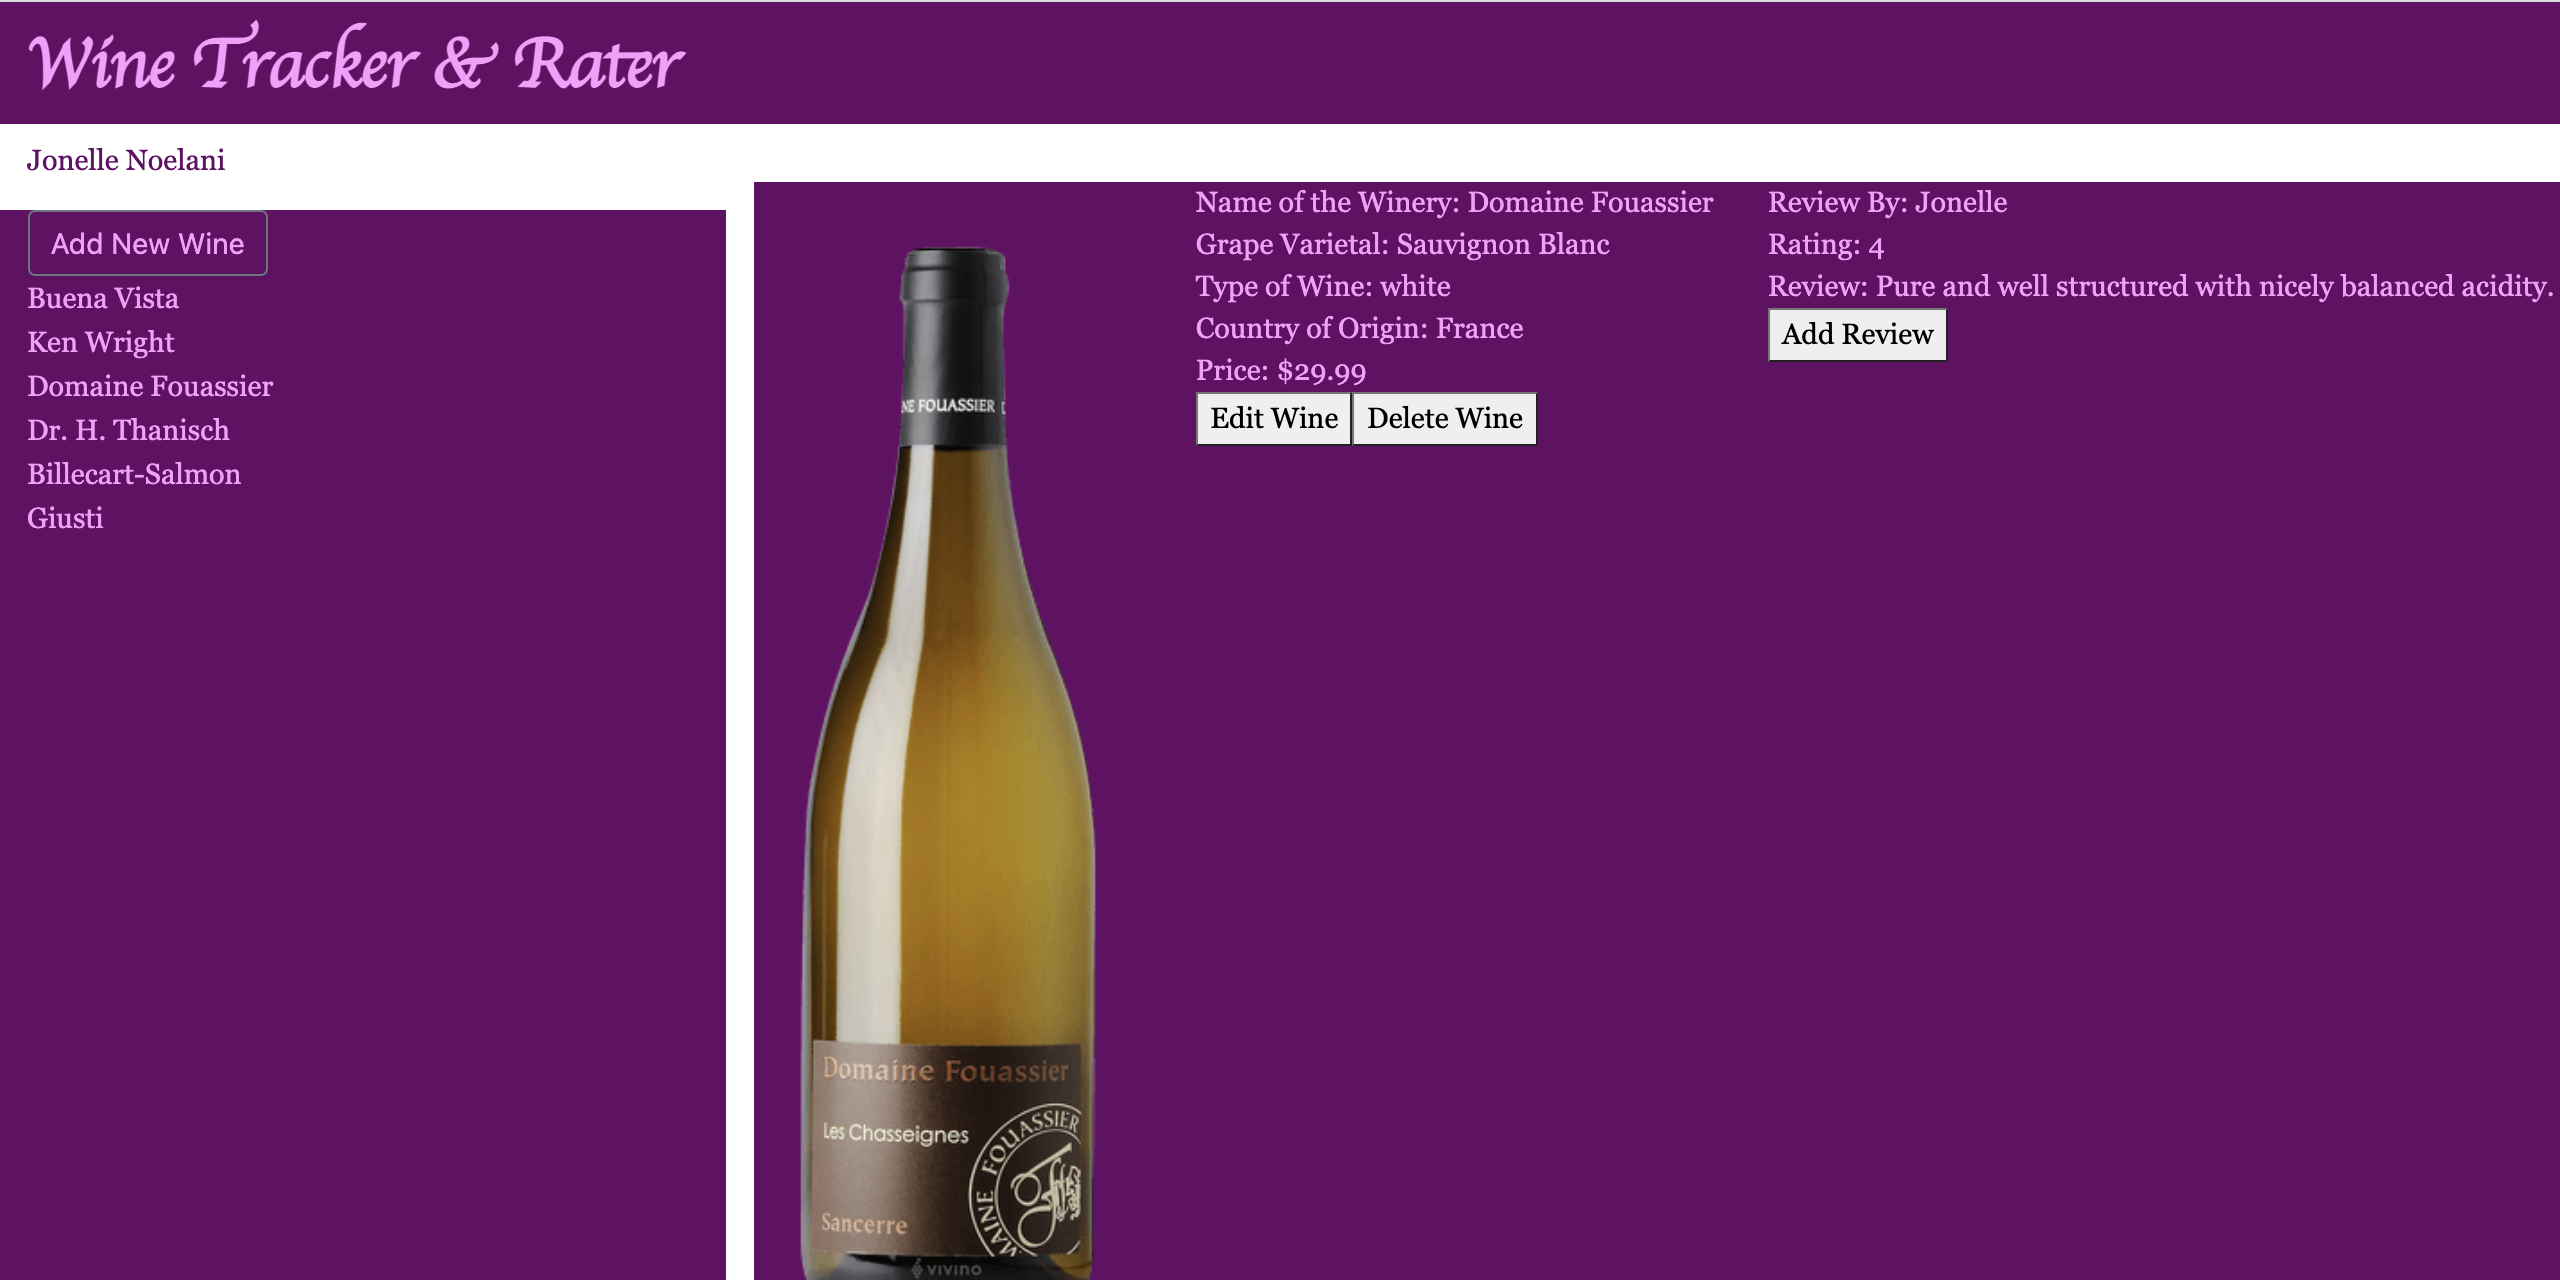 Wine Tracker & Rater
Jonelle Noelani
Add New Wine
Buena Vista
Ken Wright
Domaine Fouassier
Dr. H. Thanisch
Billecart-Salmon
Giusti
NE FOUASSIER
Domaine Fouassier
Les Chasseignes
MAINE FOUASSIER
Sancerre
vivino
Name of the Winery: Domaine Fouassier
Grape Varietal: Sauvignon Blanc
Type of Wine: white
Country of Origin: France
Price: $29.99
Edit Wine
Delete Wine
Review By: Jonelle
Rating: 4
Review: Pure and well structured with nicely balanced acidity.
Add Review